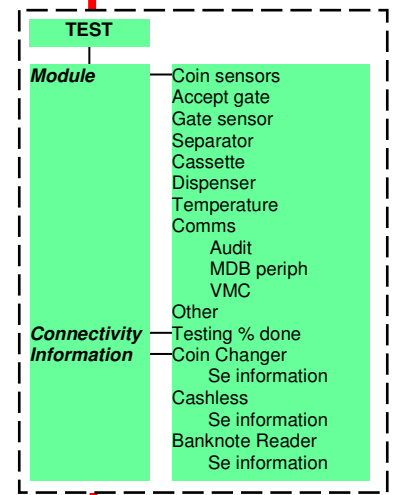 TEST
Module Coin sensors
Accept gate
Gate sensor
Separator
Cassette
Dispenser
Temperature
Comms
Audit
MDB periph
VMC
Other
Connectivity Testing % done
Information Coin Changer
Se information
Cashless
Se information
Banknote Reader
Se information